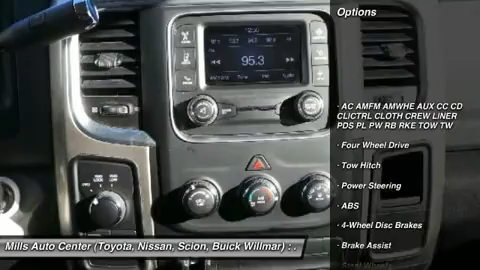 Options
12:50
95.3
· AC AMFM AMWHE AUX CC CD
CLICTRL CLOTH CREW LINER
PDS PL PW RB RKE TOW TW
· Four Wheel Drive
· Tow Hitch
· Power Steering
· ABS
· 4-Wheel Disc Brakes
· Brake Assist
Mills Auto Center (Toyota, Nissan, Scion, Buick Willmar) : .